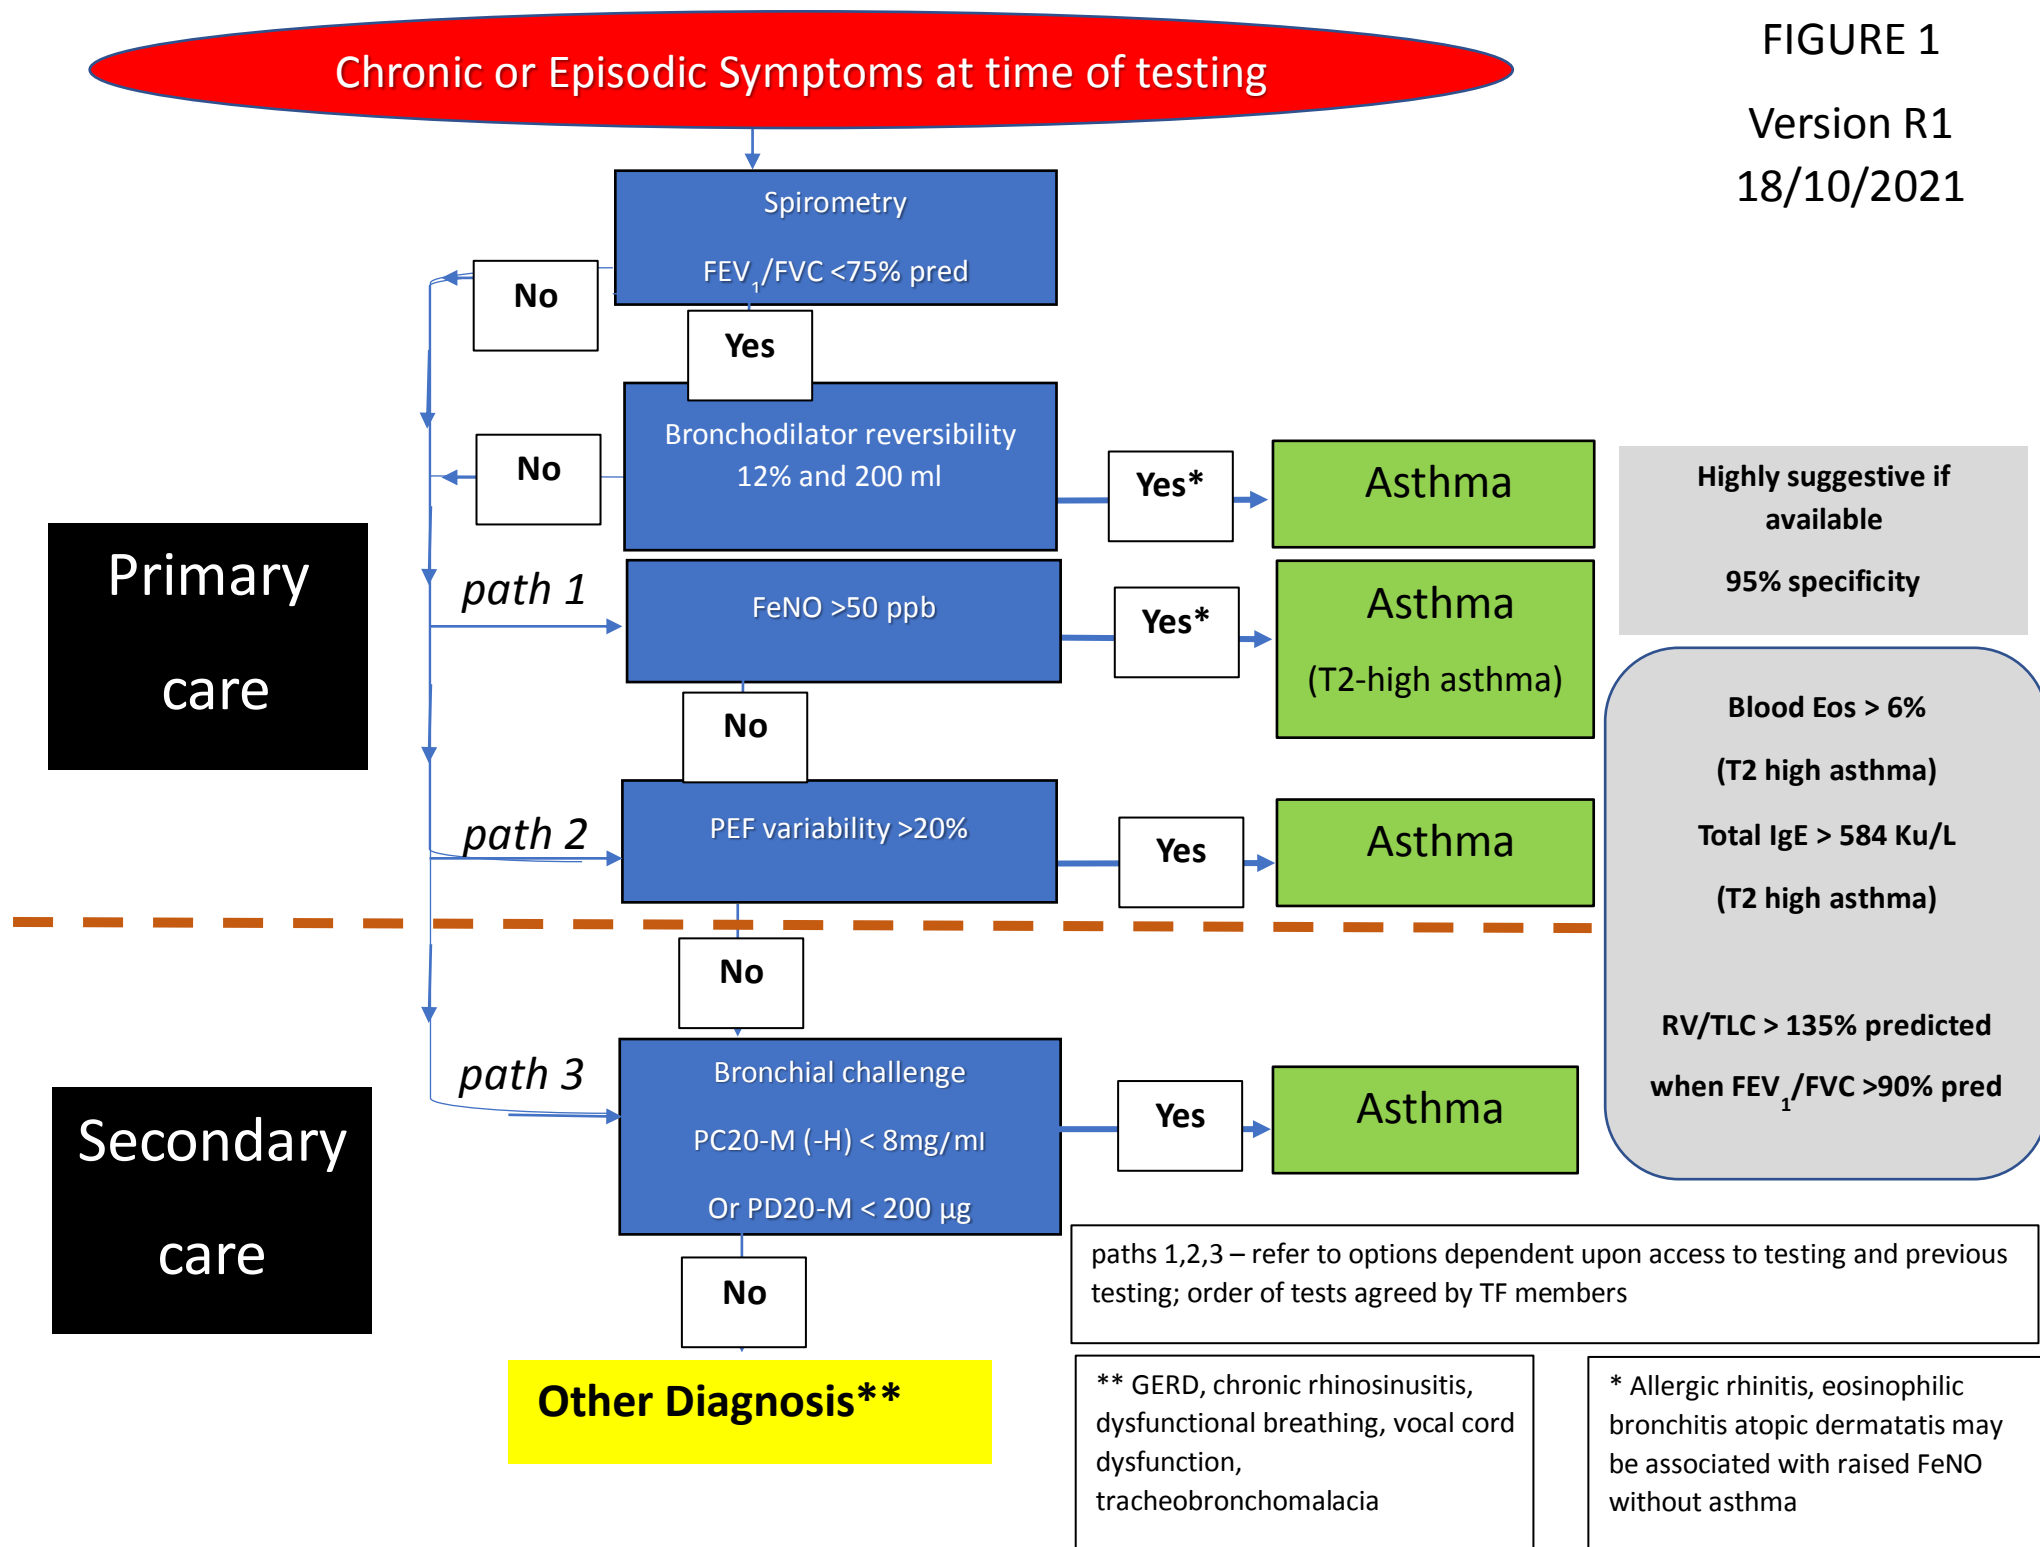 FIGURE 1
Version R1
18/10/2021
Chronic or Episodic Symptoms at time of testing
Spirometry
FEV1/FVC <75% pred
No
Yes
Bronchodilator reversibility
12% and 200 ml
No
Yes*
Asthma
Highly suggestive if
available
95% specificity
Primary
care
path 1
FeNO >50 ppb
Yes*
Asthma
(T2-high asthma)
No
Blood Eos > 6%
(T2 high asthma)
Total IgE > 584 Ku/L
(T2 high asthma)
RV/TLC > 135% predicted
when FEV1/FVC >90% pred
path 2
PEF variability >20%
Yes
Asthma
No
Secondary
care
path 3
Bronchial challenge
PC20-M (-H) < 8mg/ml
Or PD20-M < 200 µg
Yes
Asthma
No
paths 1,2,3 – refer to options dependent upon access to testing and previous
testing; order of tests agreed by TF members
Other Diagnosis**
** GERD, chronic rhinosinusitis,
dysfunctional breathing, vocal cord
dysfunction,
tracheobronchomalacia
* Allergic rhinitis, eosinophilic
bronchitis atopic dermatatis may
be associated with raised FeNO
without asthma